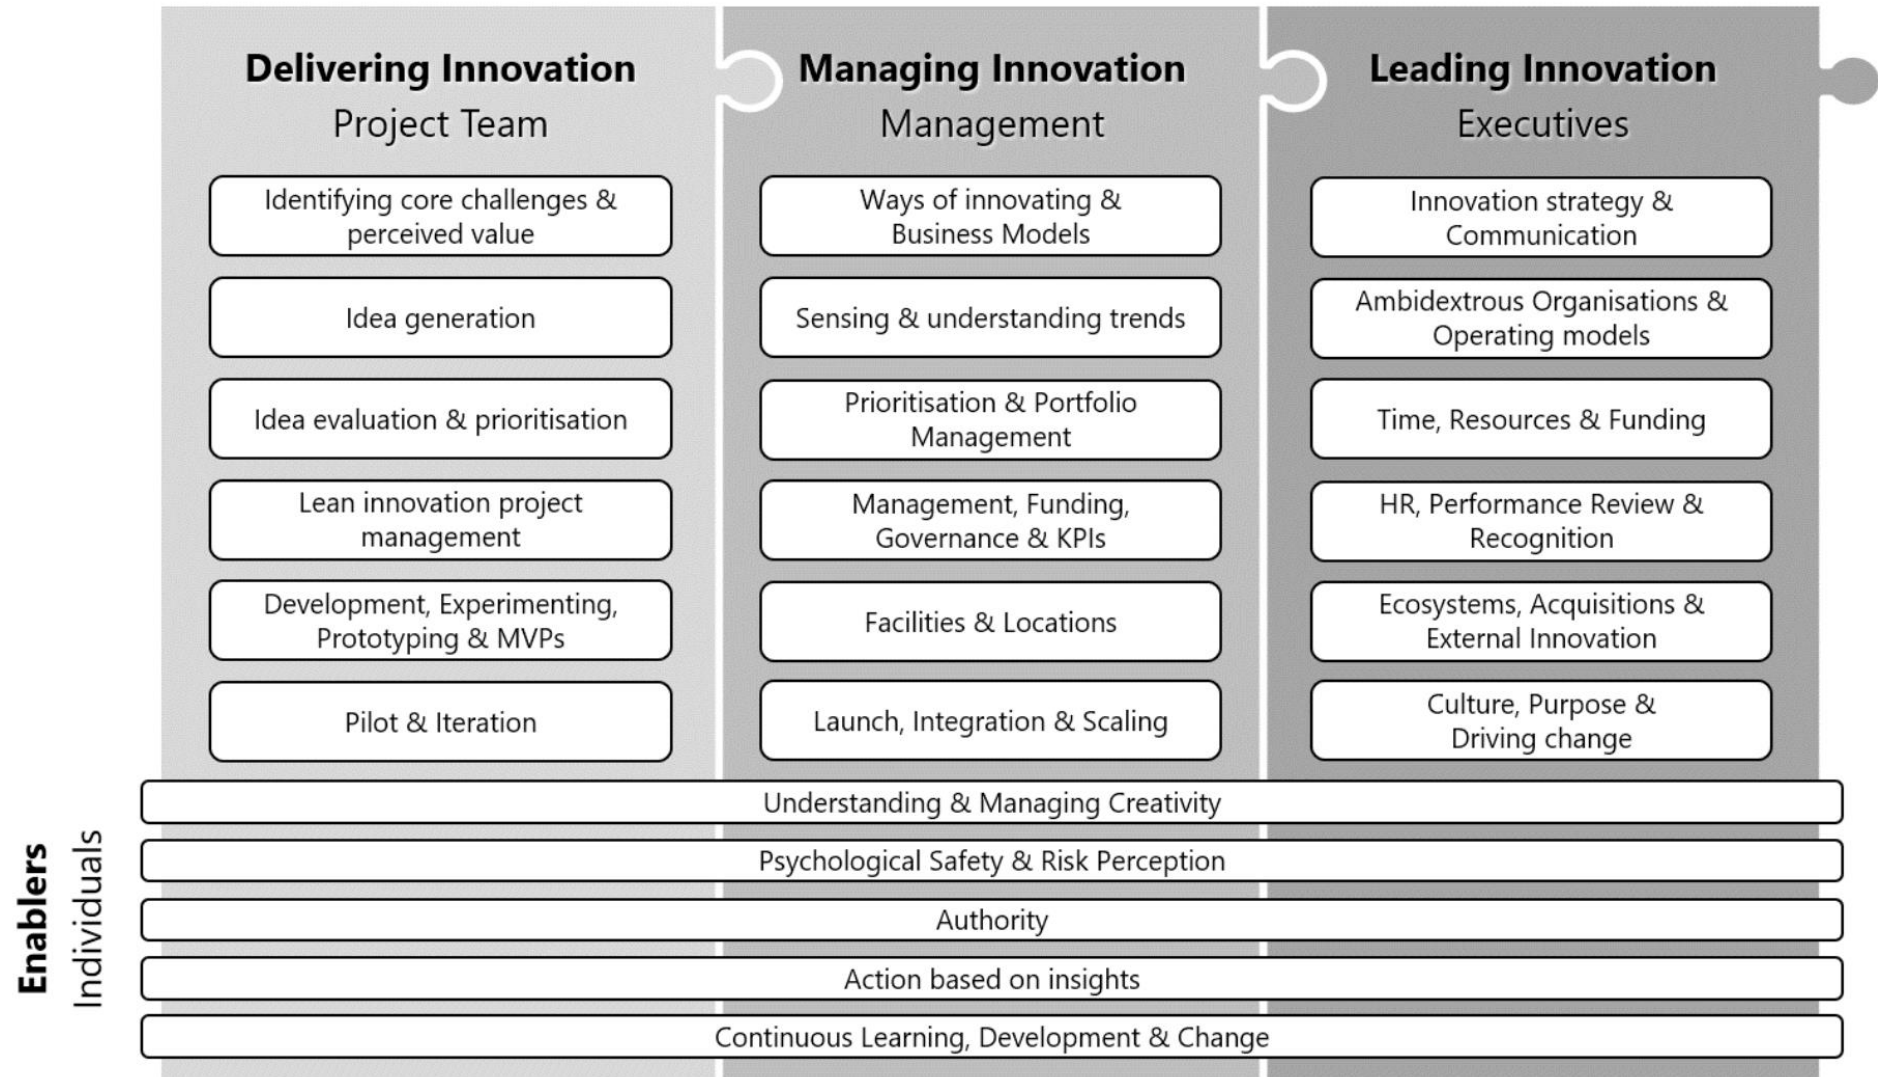 Delivering Innovation
Project Team
Identifying core challenges &
perceived value
Idea generation
Idea evaluation & prioritisation
Lean innovation project
management
Development, Experimenting,
Prototyping & MVPs
Pilot & Iteration
Managing Innovation
Management
Ways of innovating &
Business Models
Sensing & understanding trends
Prioritisation & Portfolio
Management
Management, Funding,
Governance & KPIs
Facilities & Locations
Launch, Integration & Scaling
Leading Innovation
Executives
Innovation strategy &
Communication
Ambidextrous Organisations &
Operating models
Time, Resources & Funding
HR, Performance Review &
Recognition
Ecosystems, Acquisitions &
External Innovation
Culture, Purpose &
Driving change
Enablers
Individuals
Understanding & Managing Creativity
Psychological Safety & Risk Perception
Authority
Action based on insights
Continuous Learning, Development & Change